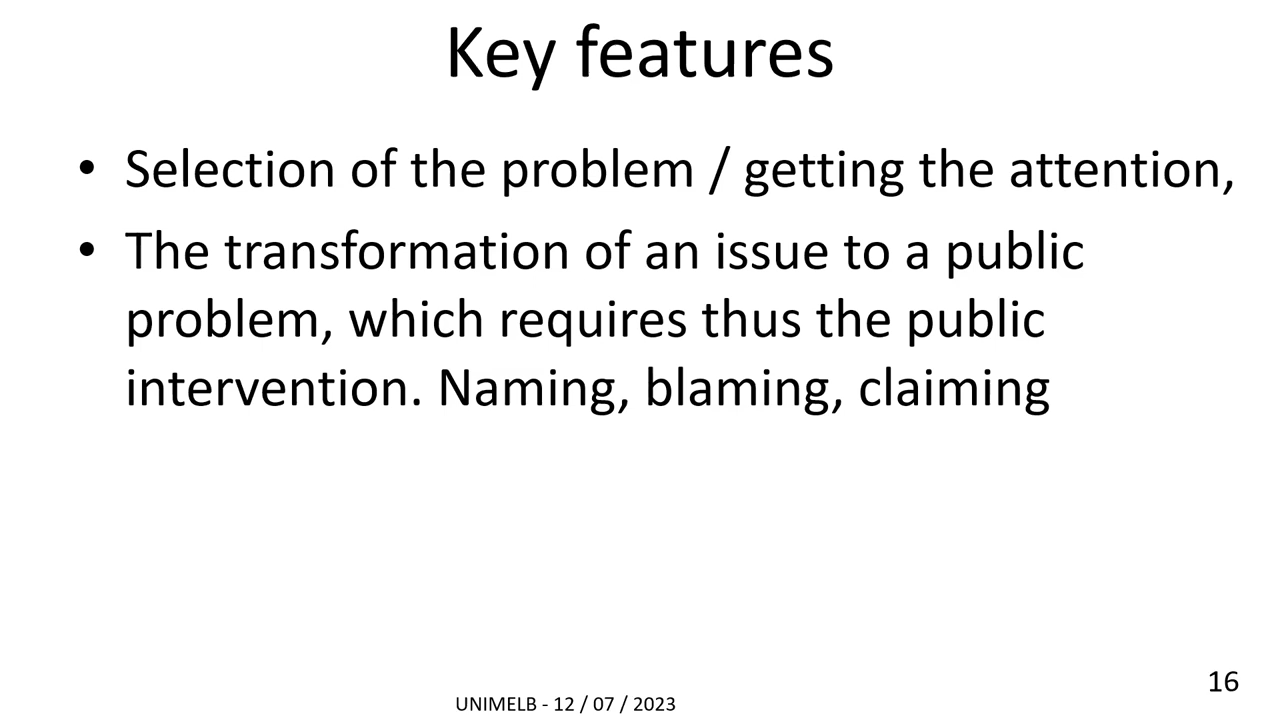 Key features
• Selection of the problem / getting the attention,
• The transformation of an issue to a public
problem, which requires thus the public
intervention. Naming, blaming, claiming
16
UNIMELB - 12 / 07 / 2023